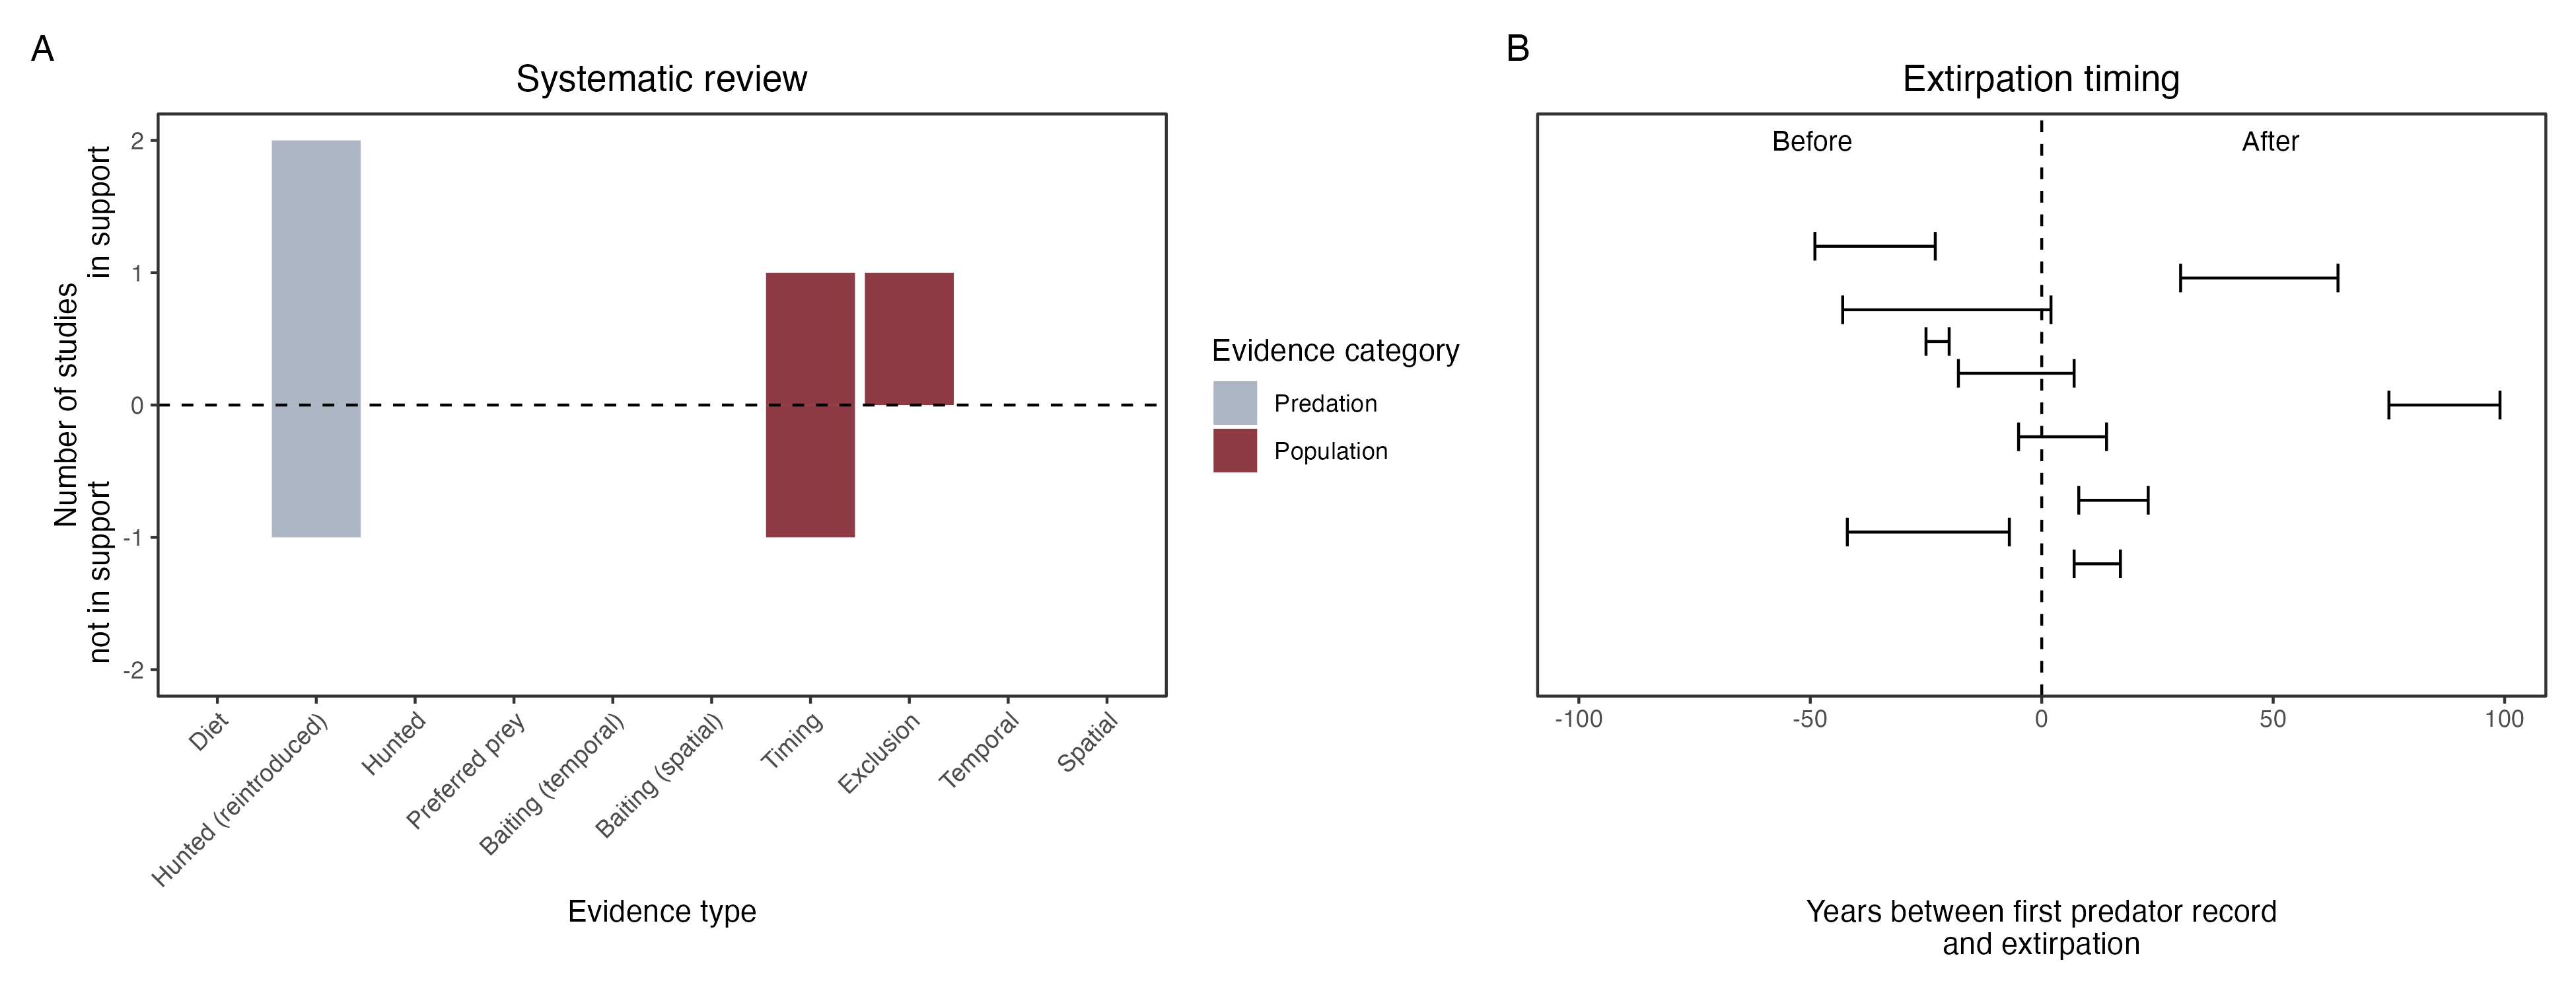 A
Systematic review
Number of studies
in support
not in support
2
1
0
-1
-2
Diet
Hunted (reintroduced)
Hunted
Preferred prey
Baiting (temporal)
Baiting (spatial)
Timing
Exclusion
Temporal
Spatial
Evidence type
Evidence category
Predation
Population
B
Extirpation timing
Before
After
-100
-50
0
50
100
Years between first predator record
and extirpation